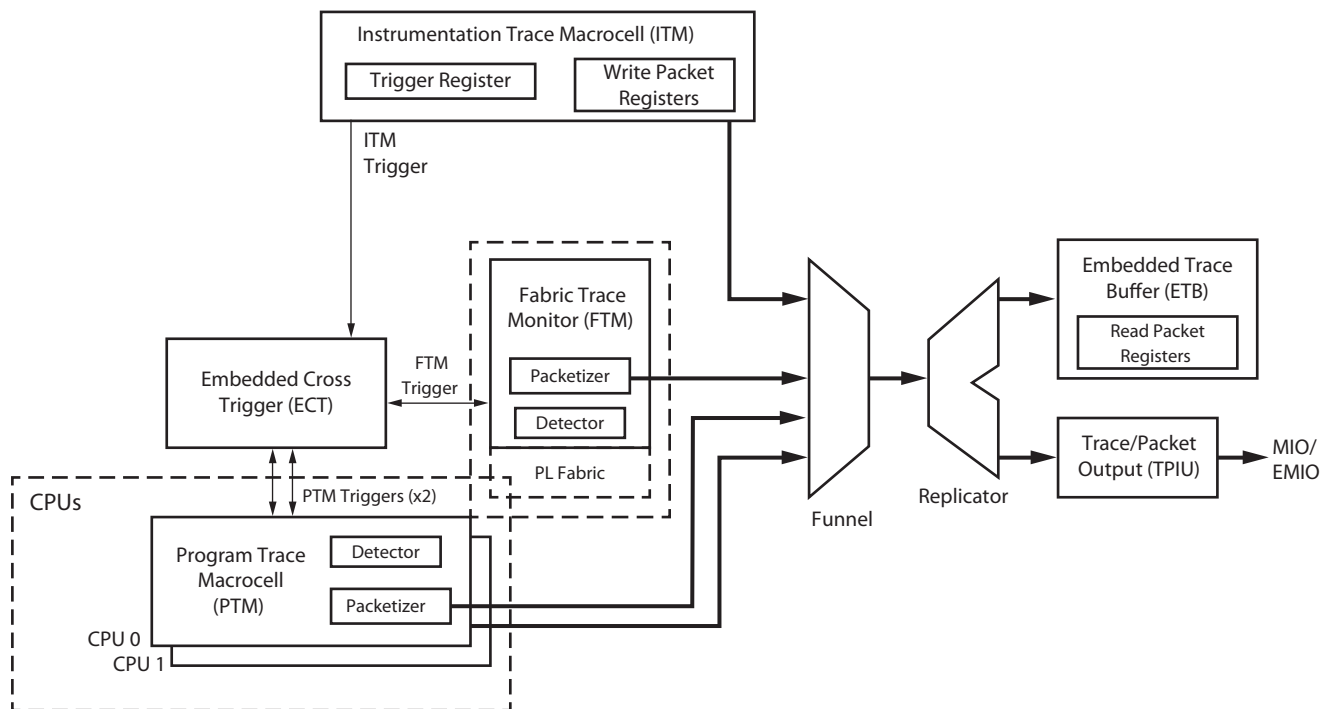 Instrumentation Trace Macrocell (ITM)
Trigger Register
Write Packet
Registers
ITM
Trigger
Fabric Trace
Monitor (FTM)
Packetizer
Detector
PL Fabric
Embedded Cross
Trigger (ECT)
FTM
Trigger
PTM Triggers (x2)
CPUs
Program Trace
Macrocell
(PTM)
Detector
Packetizer
CPU 0
CPU 1
Funnel
Replicator
Embedded Trace
Buffer (ETB)
Read Packet
Registers
Trace/Packet
Output (TPIU)
MIO/
EMIO